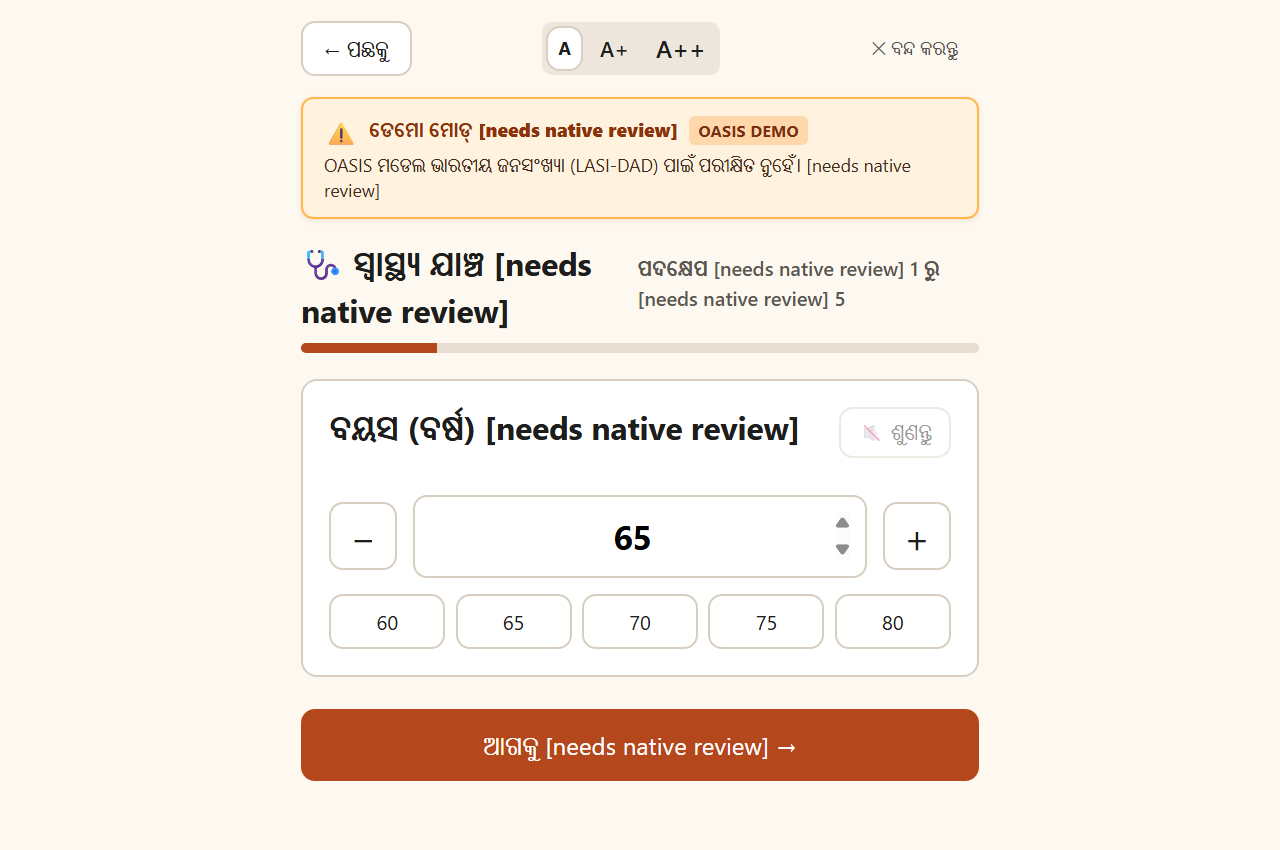 ← ପଛକୁ
A A+ A++
× ବନ୍ଦ କରନ୍ତୁ
ଡେମୋ ମୋଡ୍ [needs native review] OASIS DEMO
OASIS ମଡେଲ ଭାରତୀୟ ଜନସଂଖ୍ୟା (LASI-DAD) ପାଇଁ ପରୀକ୍ଷିତ ନୁହେଁ। [needs native
review]
ସ୍ୱାସ୍ଥ୍ୟ ଯାଞ୍ଚ [needs
native review]
ପଦକ୍ଷେପ [needs native review] 1 ରୁ
[needs native review] 5
ବୟସ (ବର୍ଷ) [needs native review]
ଶୁଣନ୍ତୁ
− 65 +
60 65 70 75 80
ଆଗକୁ [needs native review] →